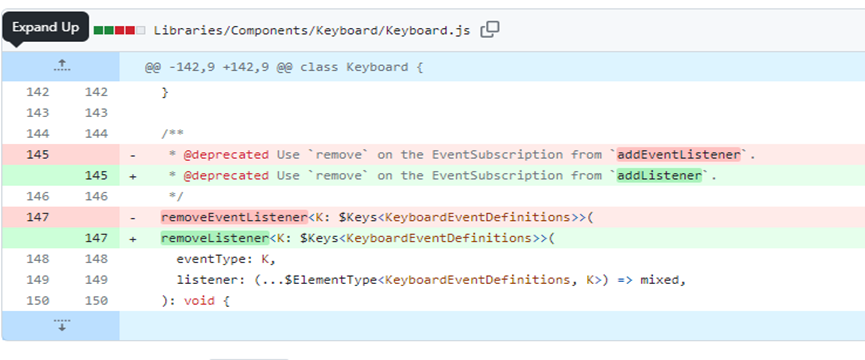 Expand Up
Libraries/Components/Keyboard/Keyboard.js
@@ -142,9 +142,9 @@ class Keyboard {
142 142 }
143 143
144 144 /**
145 - * @deprecated Use `remove` on the EventSubscription from `addEventListener`.
145 + * @deprecated Use `remove` on the EventSubscription from `addListener`.
146 146 */
147 - removeEventListener<K: $Keys<KeyboardEventDefinitions>>(
147 + removeListener<K: $Keys<KeyboardEventDefinitions>>(
148 148 eventType: K,
149 149 listener: (...$ElementType<KeyboardEventDefinitions, K>) => mixed,
150 150 ): void {